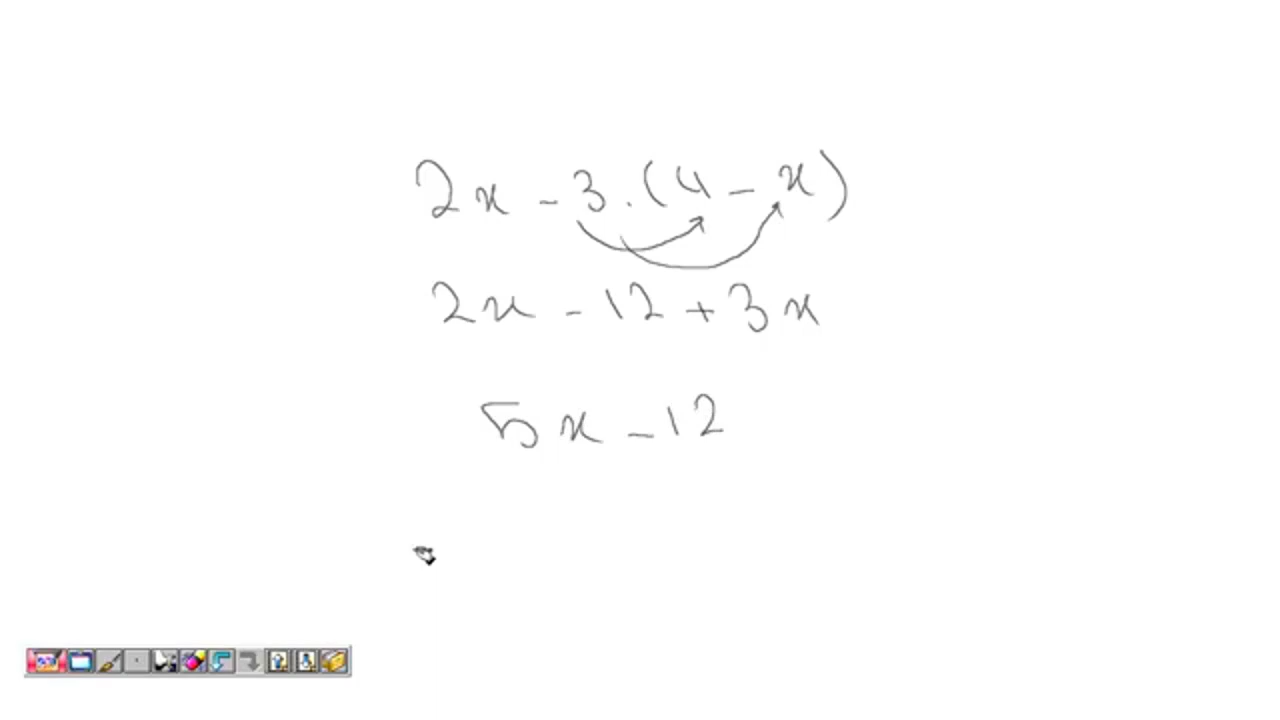 2x - 3.(4 - x)
2x - 12 + 3x
5x - 12